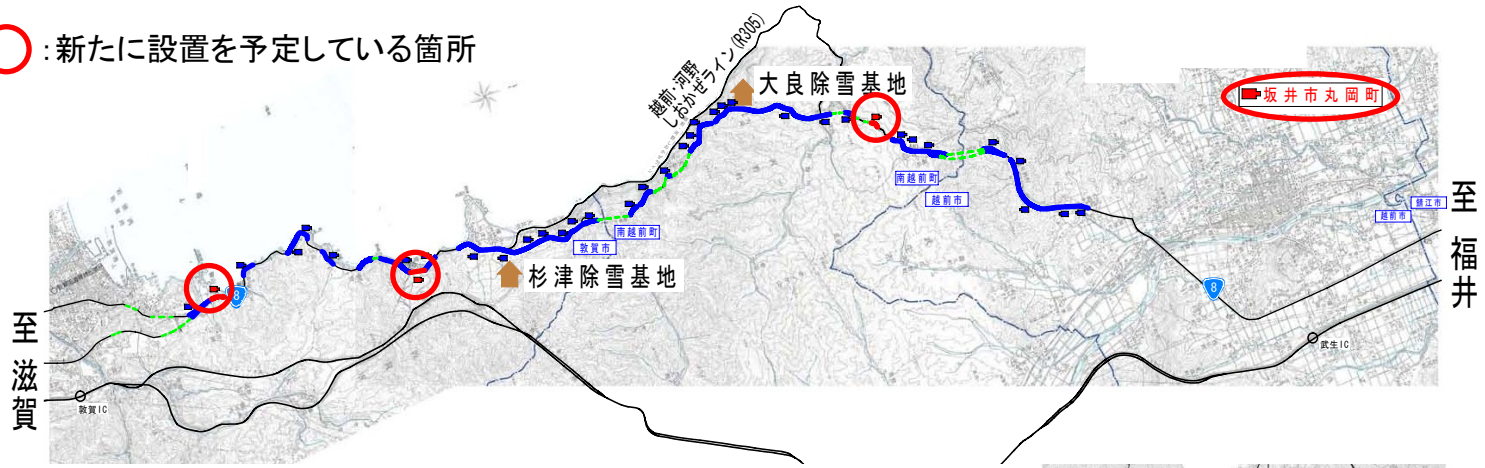 :新たに設置を予定している箇所
越前・河野
しおかぜライン(R305)
大良除雪基地
坂井市丸岡町
南越前町
越前市
鯖江市
越前市
至福井
南越前町
敦賀市
杉津除雪基地
8
8
至滋賀
武生IC
敦賀IC